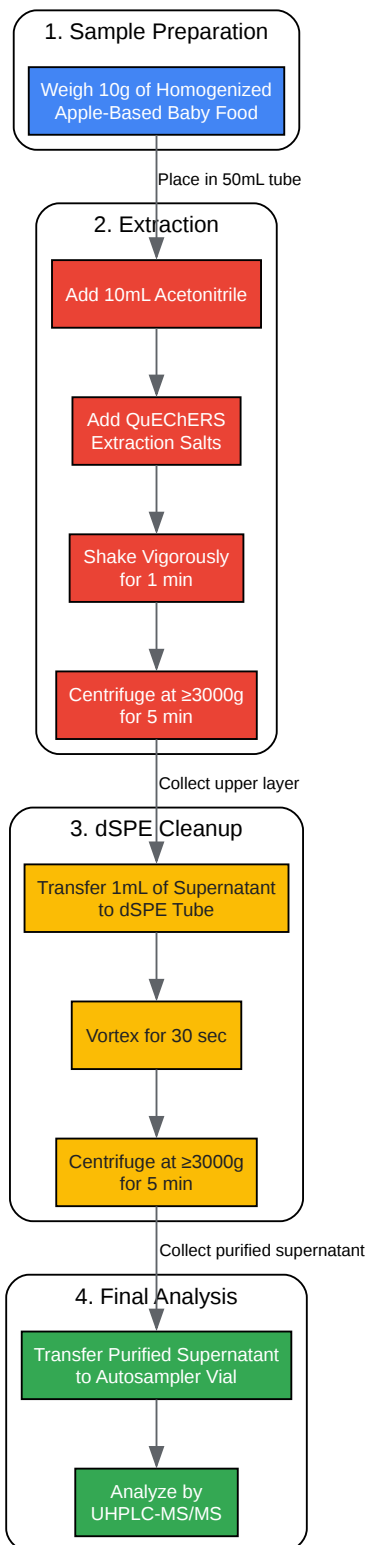 1. Sample Preparation
Weigh 10g of Homogenized
Apple-Based Baby Food
Place in 50mL tube
2. Extraction
Add 10mL Acetonitrile
Add QuEChERS
Extraction Salts
Shake Vigorously
for 1 min
Centrifuge at ≥3000g
for 5 min
Collect upper layer
3. dSPE Cleanup
Transfer 1mL of Supernatant
to dSPE Tube
Vortex for 30 sec
Centrifuge at ≥3000g
for 5 min
Collect purified supernatant
4. Final Analysis
Transfer Purified Supernatant
to Autosampler Vial
Analyze by
UHPLC-MS/MS